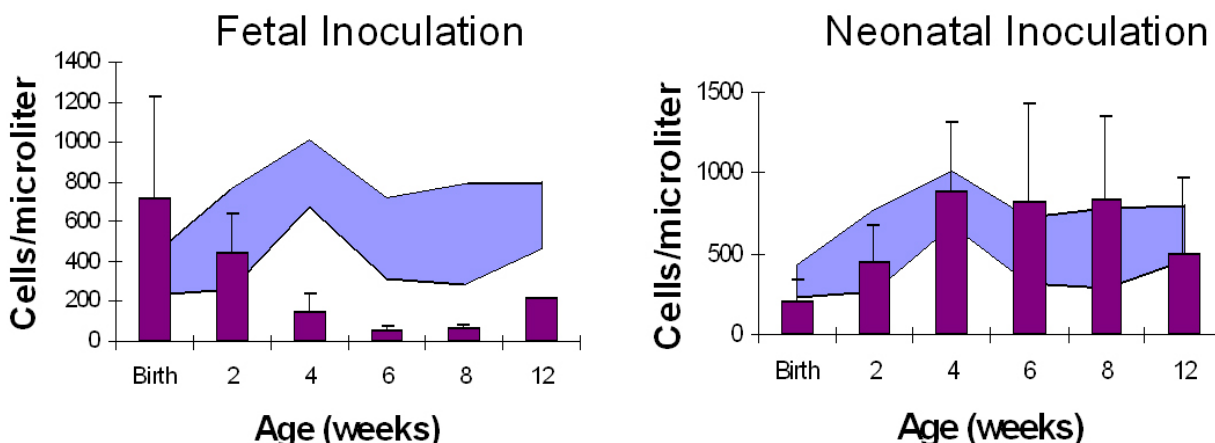 Fetal Inoculation
Cells/microliter
1400
1200
1000
800
600
400
200
0
Birth 2 4 6 8 12
Age (weeks)
Neonatal Inoculation
Cells/microliter
1500
1000
500
0
Birth 2 4 6 8 12
Age (weeks)